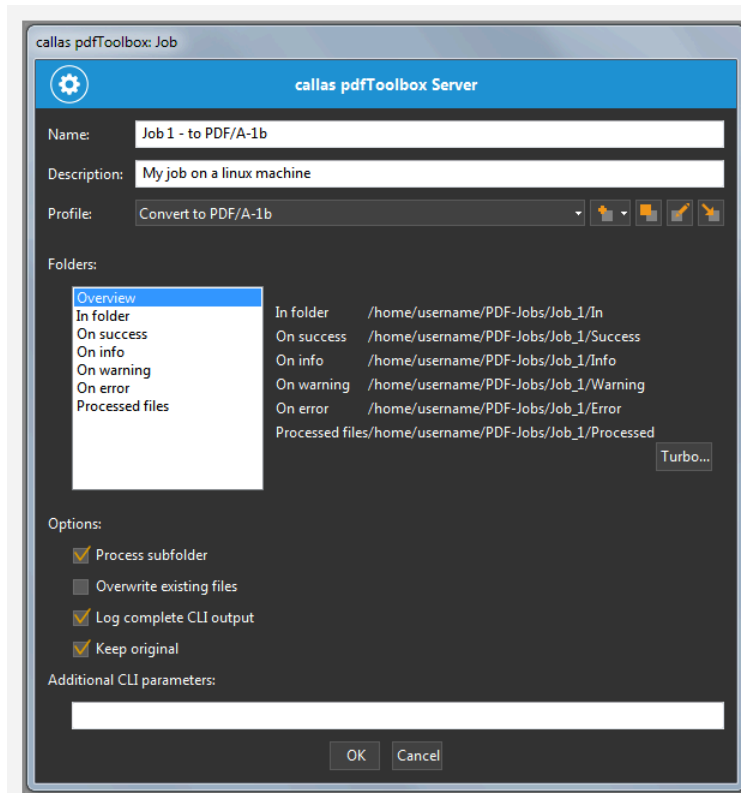 callas pdfToolbox: Job
callas pdfToolbox Server
Name: Job 1 - to PDF/A-1b
Description: My job on a linux machine
Profile: Convert to PDF/A-1b
Folders:
Overview
In folder
On success
On info
On warning
On error
Processed files
In folder /home/username/PDF-Jobs/Job_1/In
On success /home/username/PDF-Jobs/Job_1/Success
On info /home/username/PDF-Jobs/Job_1/Info
On warning /home/username/PDF-Jobs/Job_1/Warning
On error /home/username/PDF-Jobs/Job_1/Error
Processed files/home/username/PDF-Jobs/Job_1/Processed
Turbo...
Options:
Process subfolder
Overwrite existing files
Log complete CLI output
Keep original
Additional CLI parameters:
OK Cancel